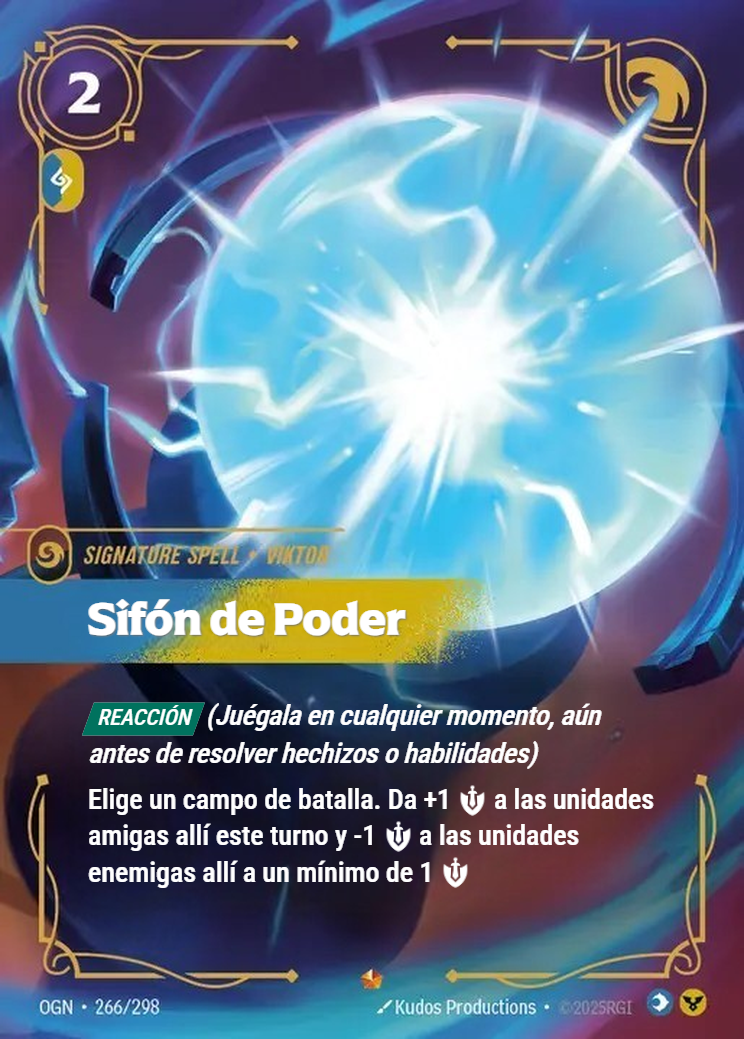 2
SIGNATURE SPELL • VIKTOR
Sifón de Poder
REACCIÓN (Juégala en cualquier momento, aún
antes de resolver hechizos o habilidades)
Elige un campo de batalla. Da +1 a las unidades
amigas allí este turno y -1 a las unidades
enemigas allí a un mínimo de 1
OGN • 266/298
Kudos Productions • ©2025RGI